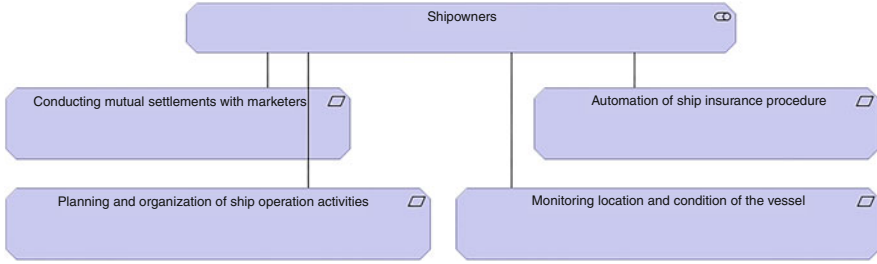 Shipowners
Conducting mutual settlements with marketers
Automation of ship insurance procedure
Planning and organization of ship operation activities
Monitoring location and condition of the vessel